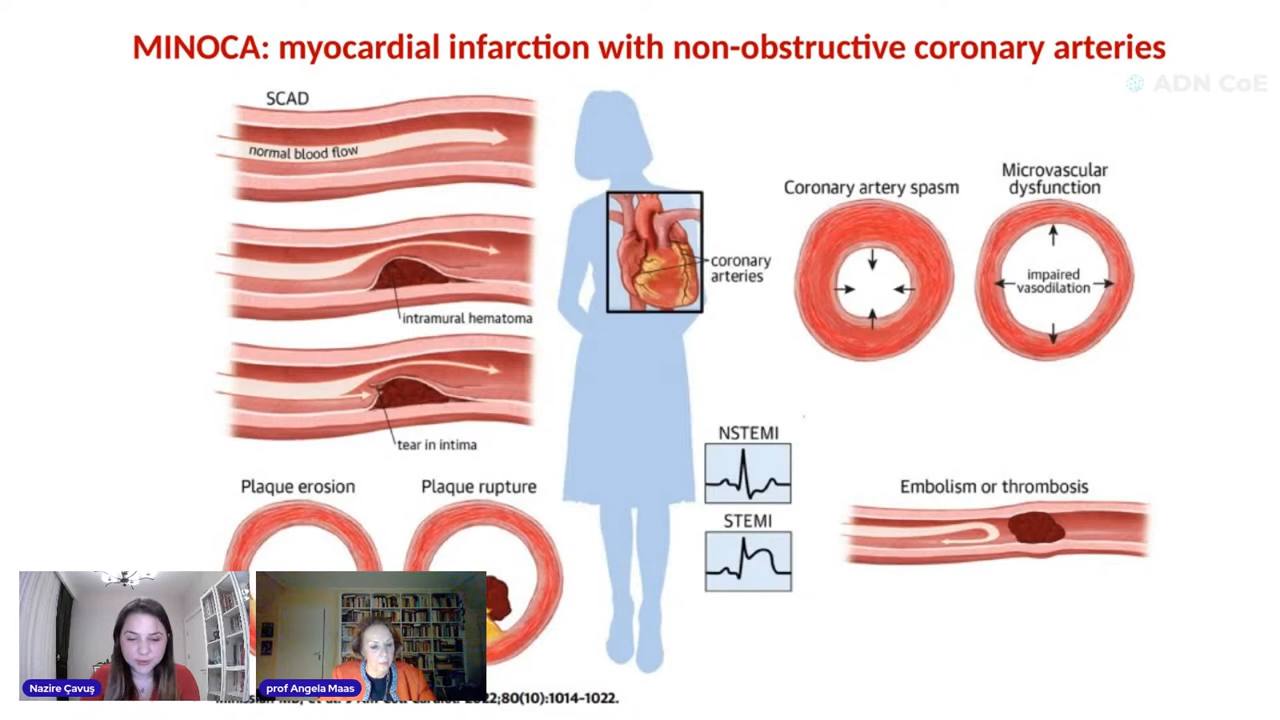 MINOCA: myocardial infarction with non-obstructive coronary arteries
ADN CoE
SCAD
normal blood flow
intramural hematoma
tear in intima
Plaque erosion
Plaque rupture
coronary
arteries
Coronary artery spasm
Microvascular
dysfunction
impaired
vasodilation
NSTEMI
STEMI
Embolism or thrombosis
Nazire Çavuş
prof Angela Maas
2022;80(10):1014-1022.